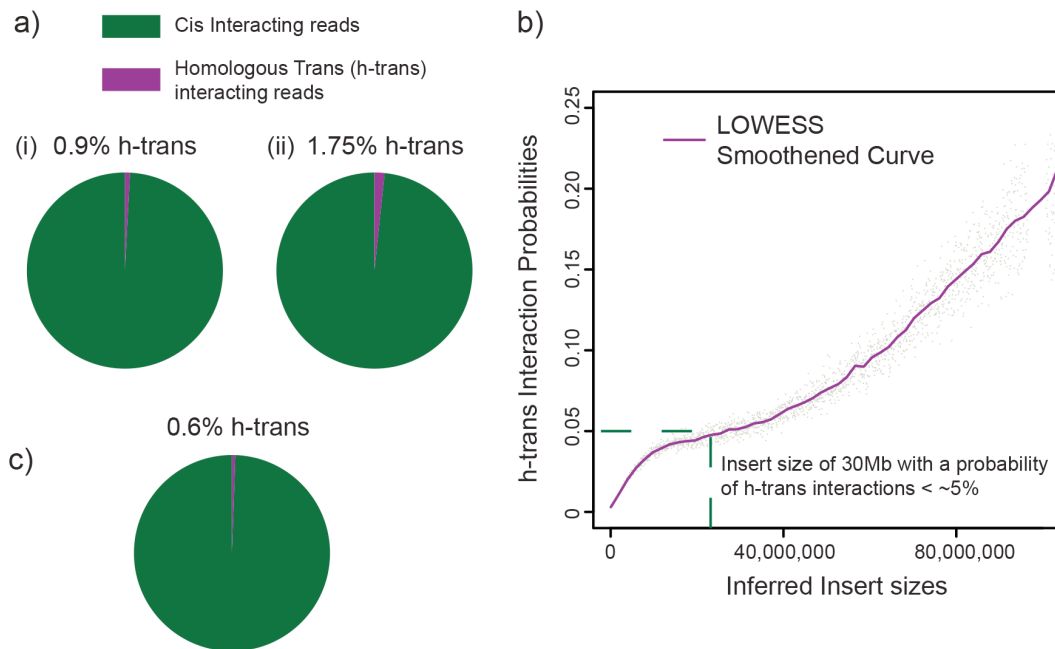 a)
Cis Interacting reads
Homologous Trans (h-trans)
interacting reads
(i) 0.9% h-trans
(ii) 1.75% h-trans
0.6% h-trans
c)
b)
h-trans Interaction Probabilities
0.25
0.20
0.15
0.10
0.05
0
LOWESS
Smoothened Curve
Insert size of 30Mb with a probability
of h-trans interactions < ~5%
0
40,000,000
80,000,000
Inferred Insert sizes